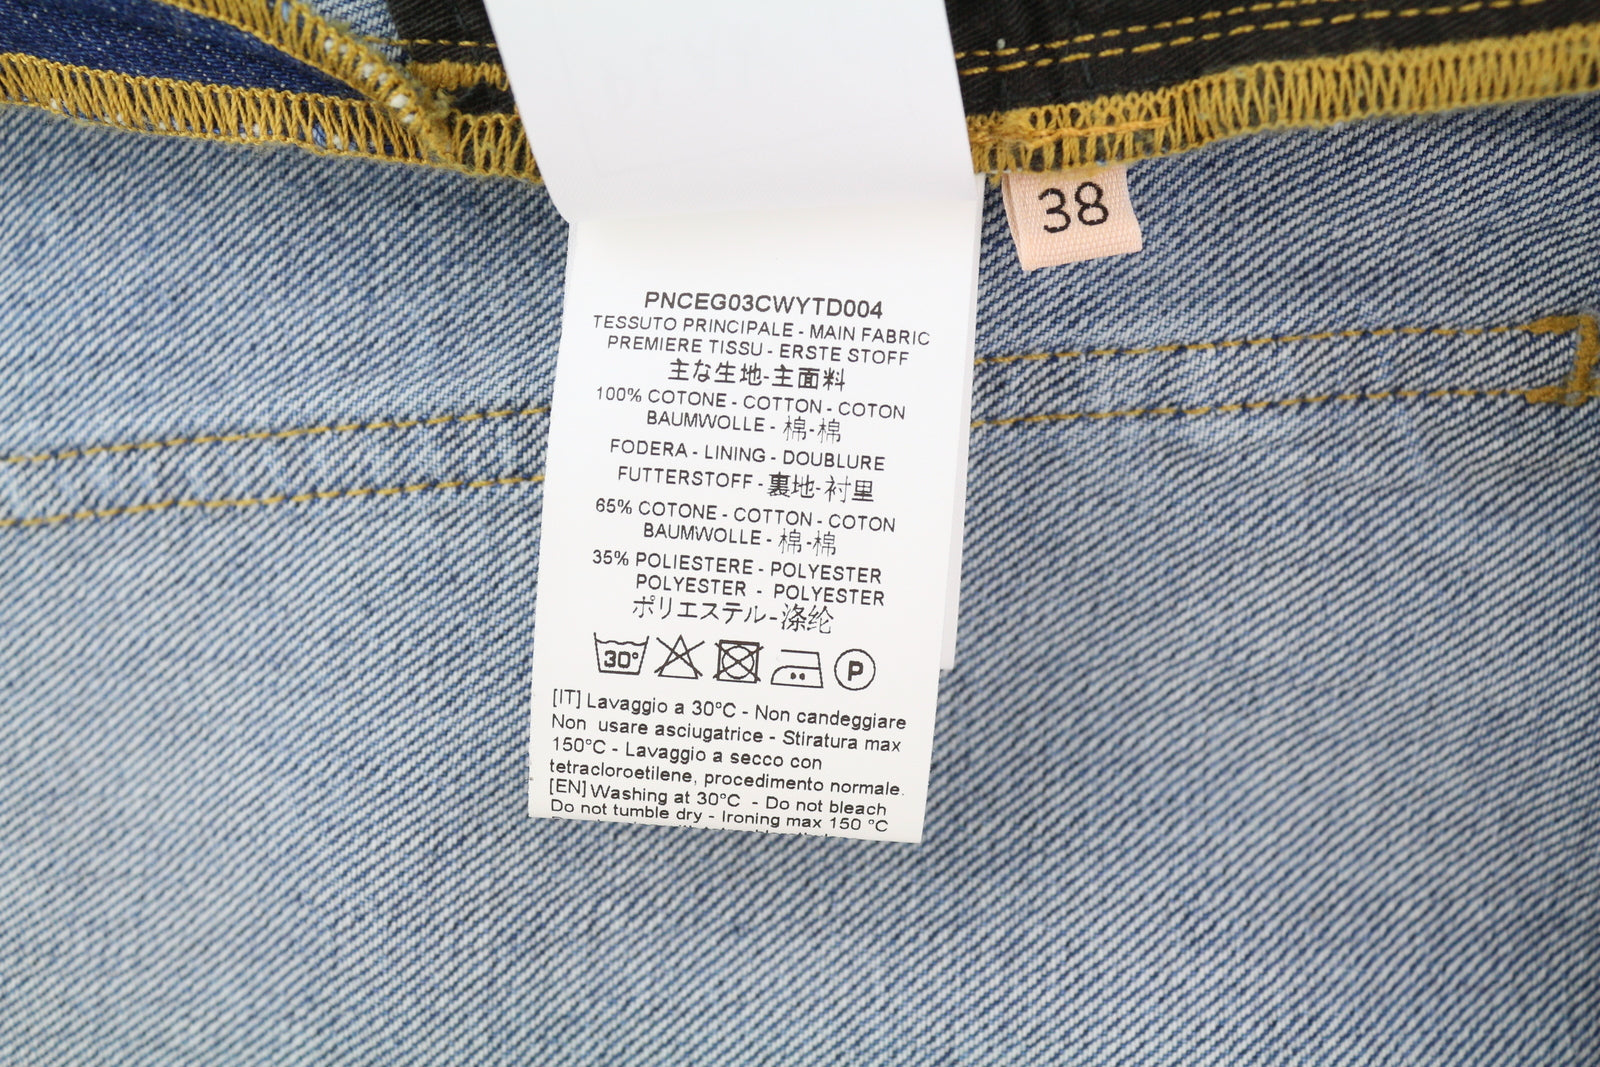 38
PNCEG03CWYTD004
TESSUTO PRINCIPALE - MAIN FABRIC
PREMIERE TISSU - ERSTE STOFF
主な生地-主面料
100% COTONE - COTTON - COTON
BAUMWOLLE - 棉-棉
FODERA - LINING - DOUBLURE
FUTTERSTOFF - 裏地-衬里
65% COTONE - COTTON - COTON
BAUMWOLLE - 棉-棉
35% POLIESTERE - POLYESTER
POLYESTER - POLYESTER
ポリエステル-涤纶
30°
P
[IT] Lavaggio a 30°C - Non candeggiare
Non usare asciugatrice - Stiratura max
150°C - Lavaggio a secco con
tetracloroetilene, procedimento normale.
[EN] Washing at 30°C - Do not bleach
Do not tumble dry - Ironing max 150 °C